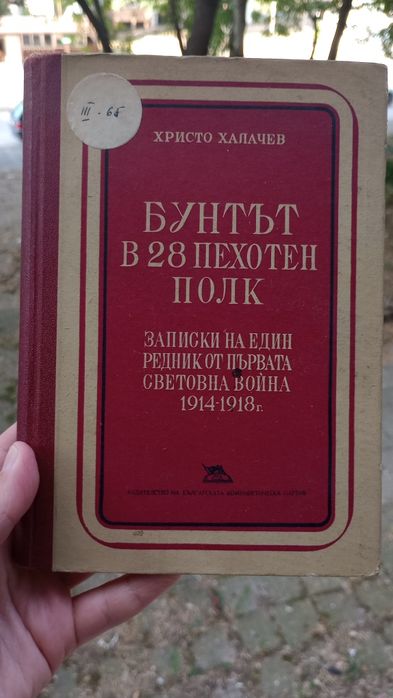 III - 65
ХРИСТО ХАЛАЧЕВ
БУНТЪТ
В 28 ПЕХОТЕН
ПОЛК
ЗАПИСКИ НА ЕДИН
РЕДНИК ОТ ПЪРВАТА
СВЕТОВНА ВОЙНА
1914-1918 г.
ИЗДАТЕЛСТВО НА БЪЛГАРСКАТА КОМУНИСТИЧЕСКА ПАРТИЯ